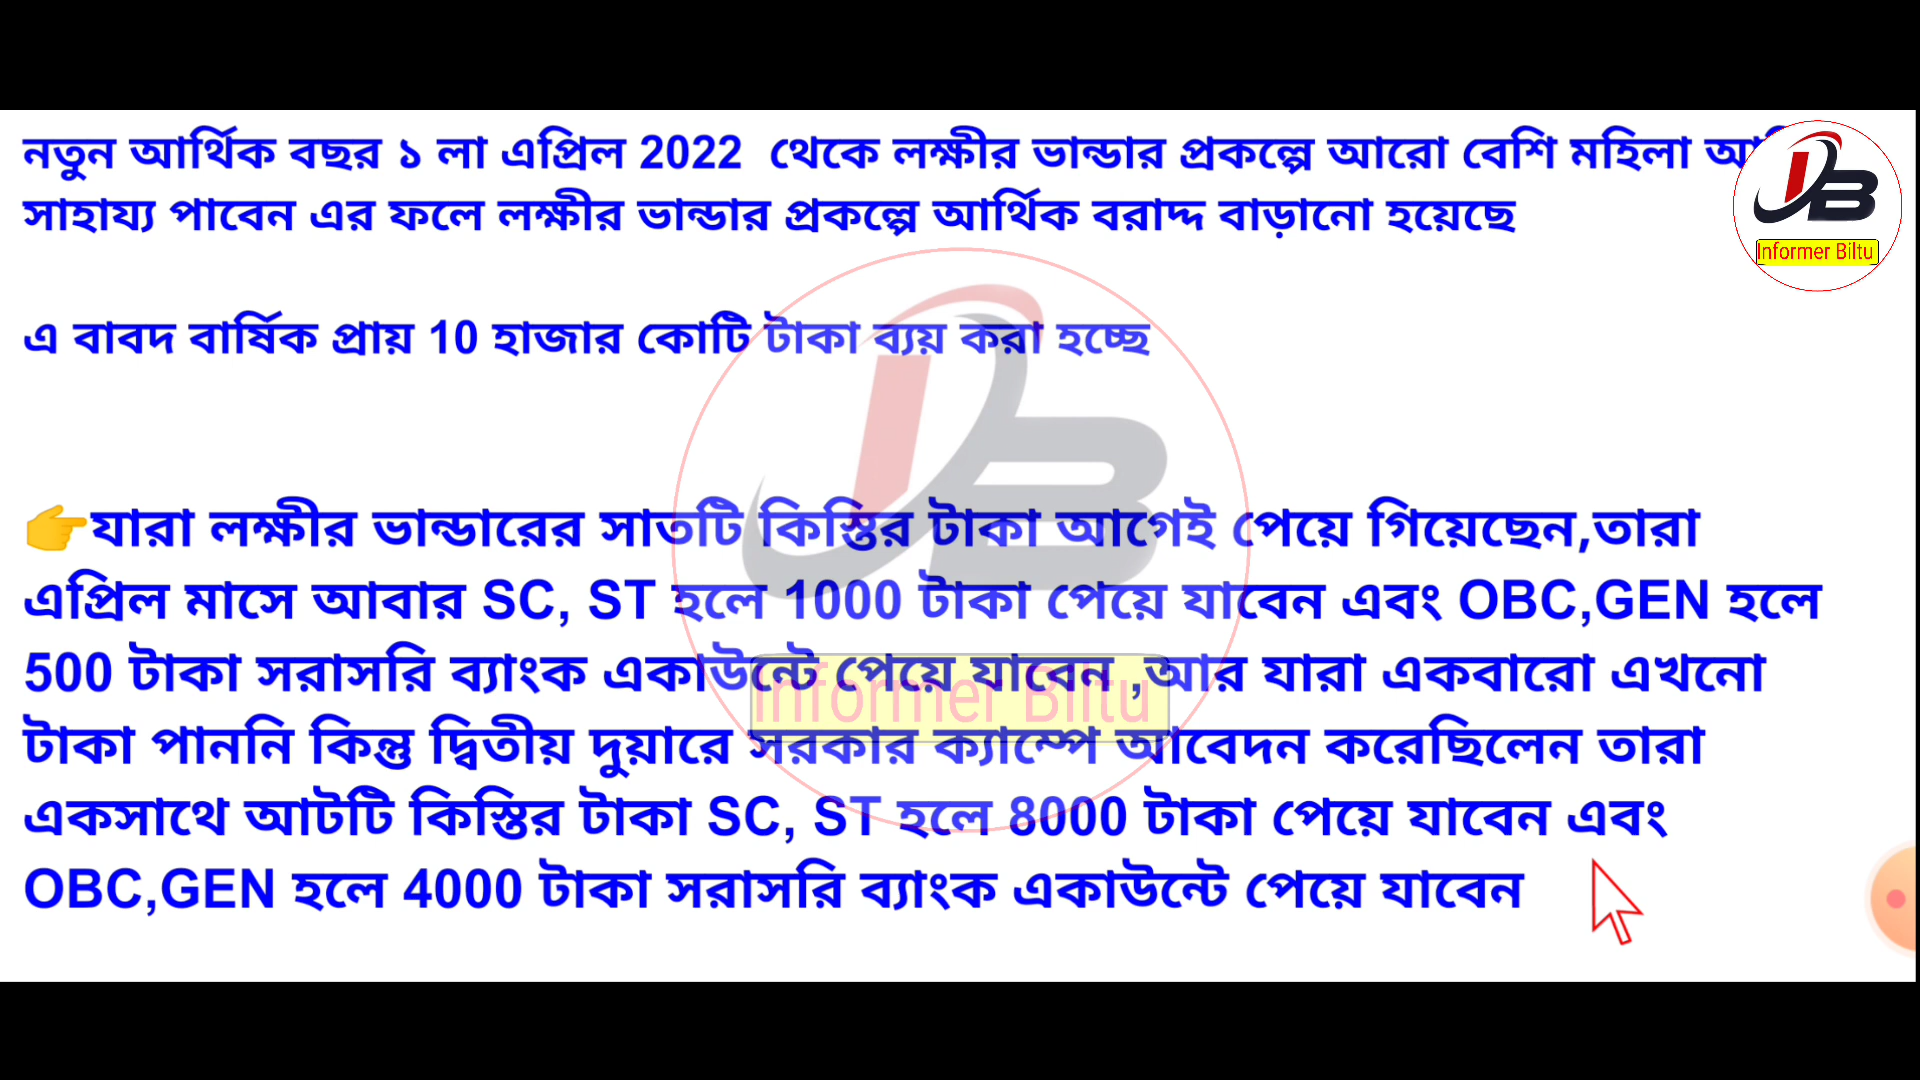 নতুন আর্থিক বছর ১ লা এপ্রিল 2022 থেকে লক্ষীর ভান্ডার প্রকল্পে আরো বেশি মহিলা
সাহায্য পাবেন এর ফলে লক্ষীর ভান্ডার প্রকল্পে আর্থিক বরাদ্দ বাড়ানো হয়েছে
Informer Biltu
এ বাবদ বার্ষিক প্রায় 10 হাজার কোটি টাকা ব্যয় করা হচ্ছে
👉যারা লক্ষীর ভান্ডারের সাতটি কিস্তির টাকা আগেই পেয়ে গিয়েছেন,তারা
এপ্রিল মাসে আবার SC, ST হলে 1000 টাকা পেয়ে যাবেন এবং OBC,GEN হলে
500 টাকা সরাসরি ব্যাংক একাউন্টে পেয়ে যাবেন ,আর যারা একবারো এখনো
Informer Biltu
টাকা পাননি কিন্তু দ্বিতীয় দুয়ারে সরকার ক্যাম্পে আবেদন করেছিলেন তারা
একসাথে আটটি কিস্তির টাকা SC, ST হলে 8000 টাকা পেয়ে যাবেন এবং
OBC,GEN হলে 4000 টাকা সরাসরি ব্যাংক একাউন্টে পেয়ে যাবেন